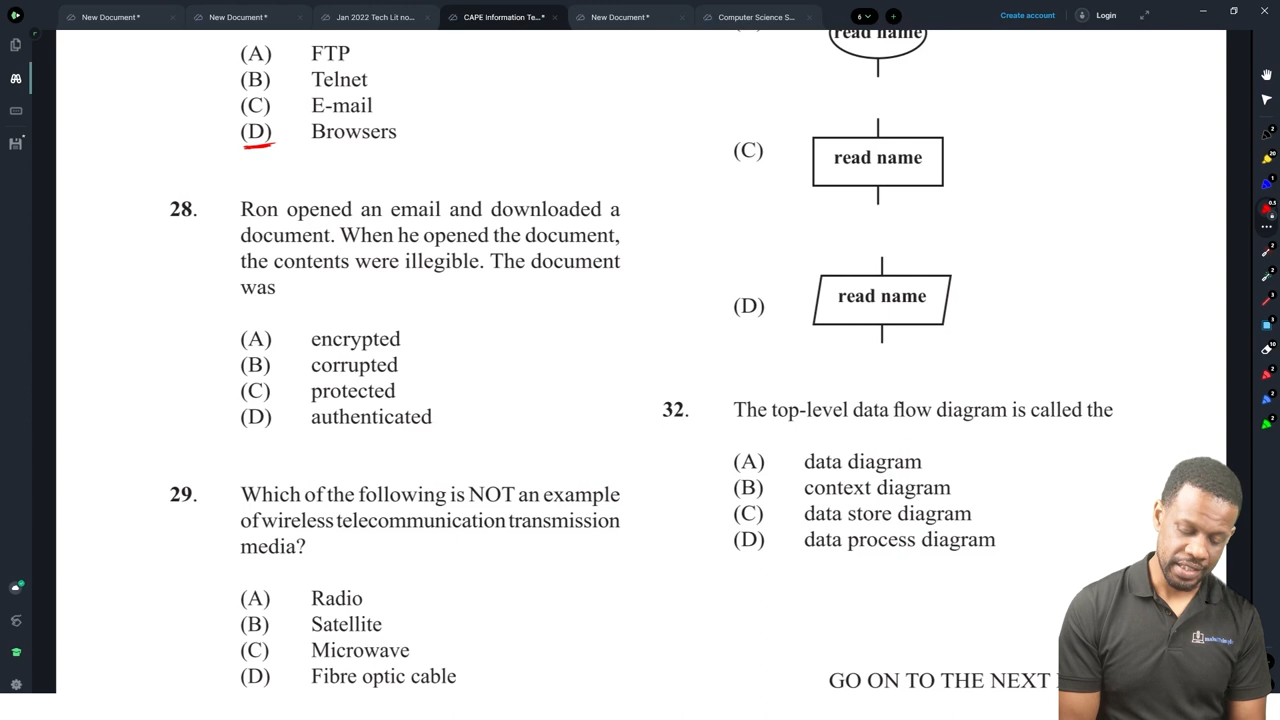 New Document*
New Document*
Jan 2022 Tech Lit no...
CAPE Information Te...*
New Document*
Computer Science S...
6
Create account
Login
(A) FTP
(B) Telnet
(C) E-mail
(D) Browsers
28. Ron opened an email and downloaded a
document. When he opened the document,
the contents were illegible. The document
was
(A) encrypted
(B) corrupted
(C) protected
(D) authenticated
29. Which of the following is NOT an example
of wireless telecommunication transmission
media?
(A) Radio
(B) Satellite
(C) Microwave
(D) Fibre optic cable
read name
(C) read name
(D) read name
32. The top-level data flow diagram is called the
(A) data diagram
(B) context diagram
(C) data store diagram
(D) data process diagram
GO ON TO THE NEXT